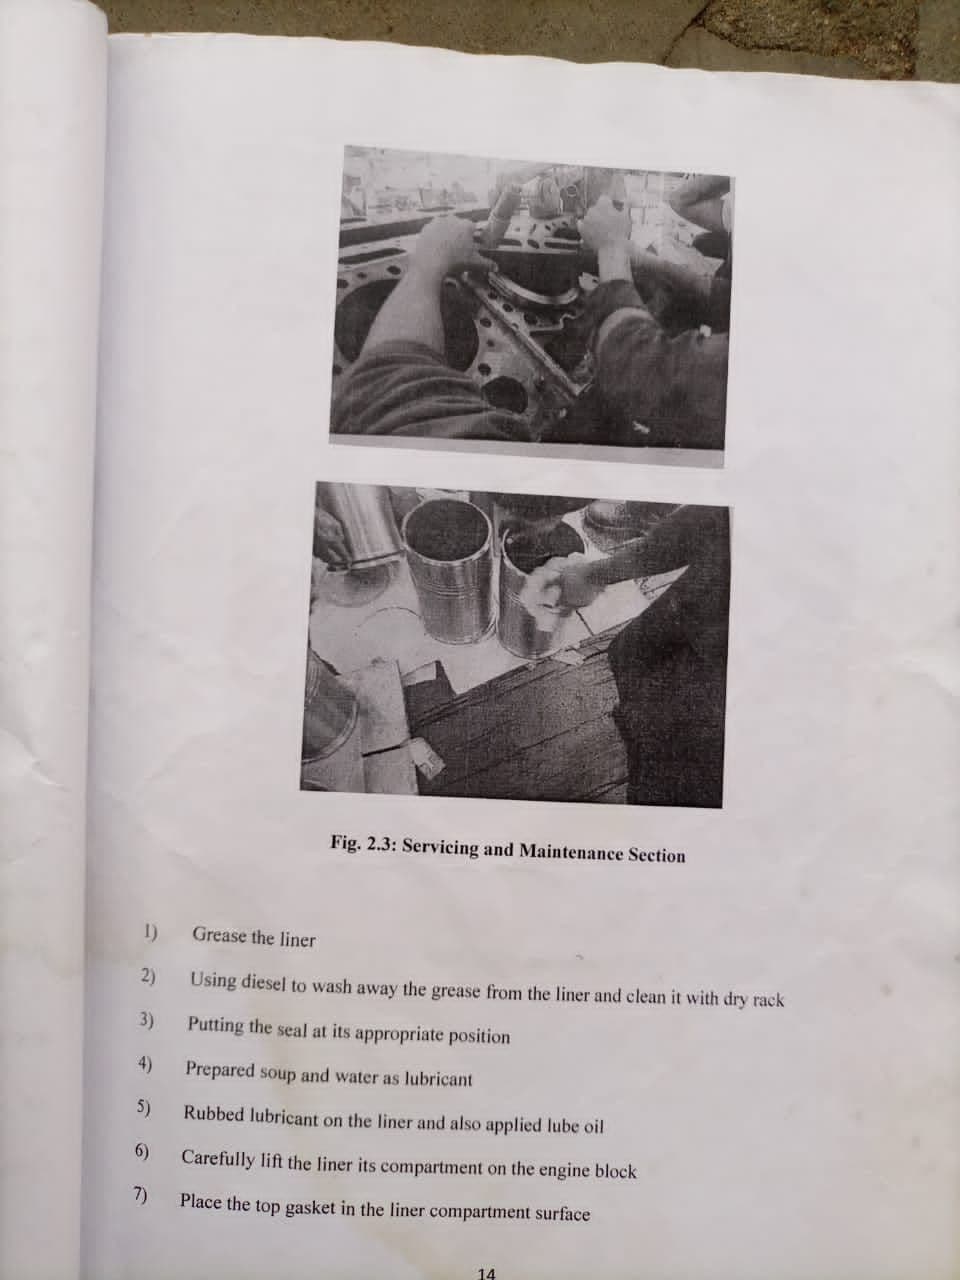 Fig. 2.3: Servicing and Maintenance Section
1) Grease the liner
2) Using diesel to wash away the grease from the liner and clean it with dry rack
3) Putting the seal at its appropriate position
4) Prepared soup and water as lubricant
5) Rubbed lubricant on the liner and also applied lube oil
6) Carefully lift the liner its compartment on the engine block
7) Place the top gasket in the liner compartment surface
14